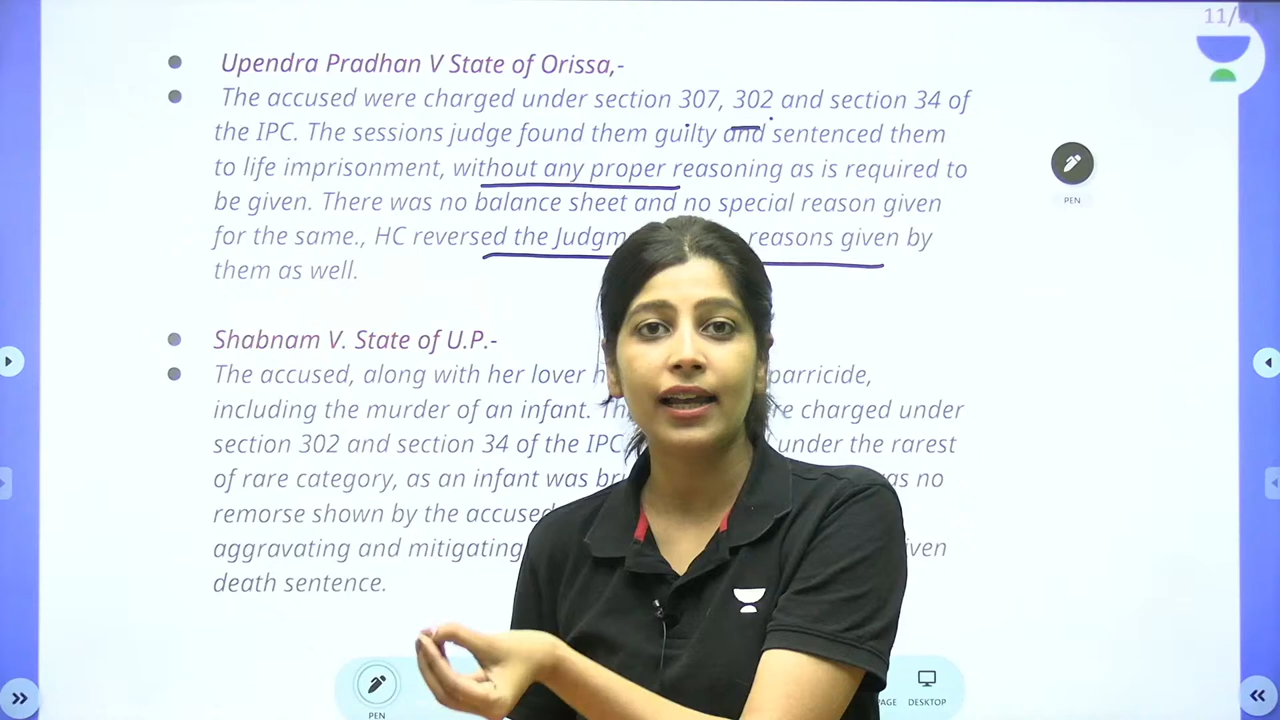 11/
Upendra Pradhan V State of Orissa,-
The accused were charged under section 307, 302 and section 34 of
the IPC. The sessions judge found them guilty and sentenced them
to life imprisonment, without any proper reasoning as is required to
be given. There was no balance sheet and no special reason given
for the same., HC reversed the reasons given by
them as well.
PEN
Shabnam V. State of U.P.-
The accused, along with her lover parricide,
including the murder of an infant. charged under
section 302 and section 34 of the IPC under the rarest
of rare category, as an infant was no
remorse shown by the accused
aggravating and mitigating
death sentence.
PEN DESKTOP